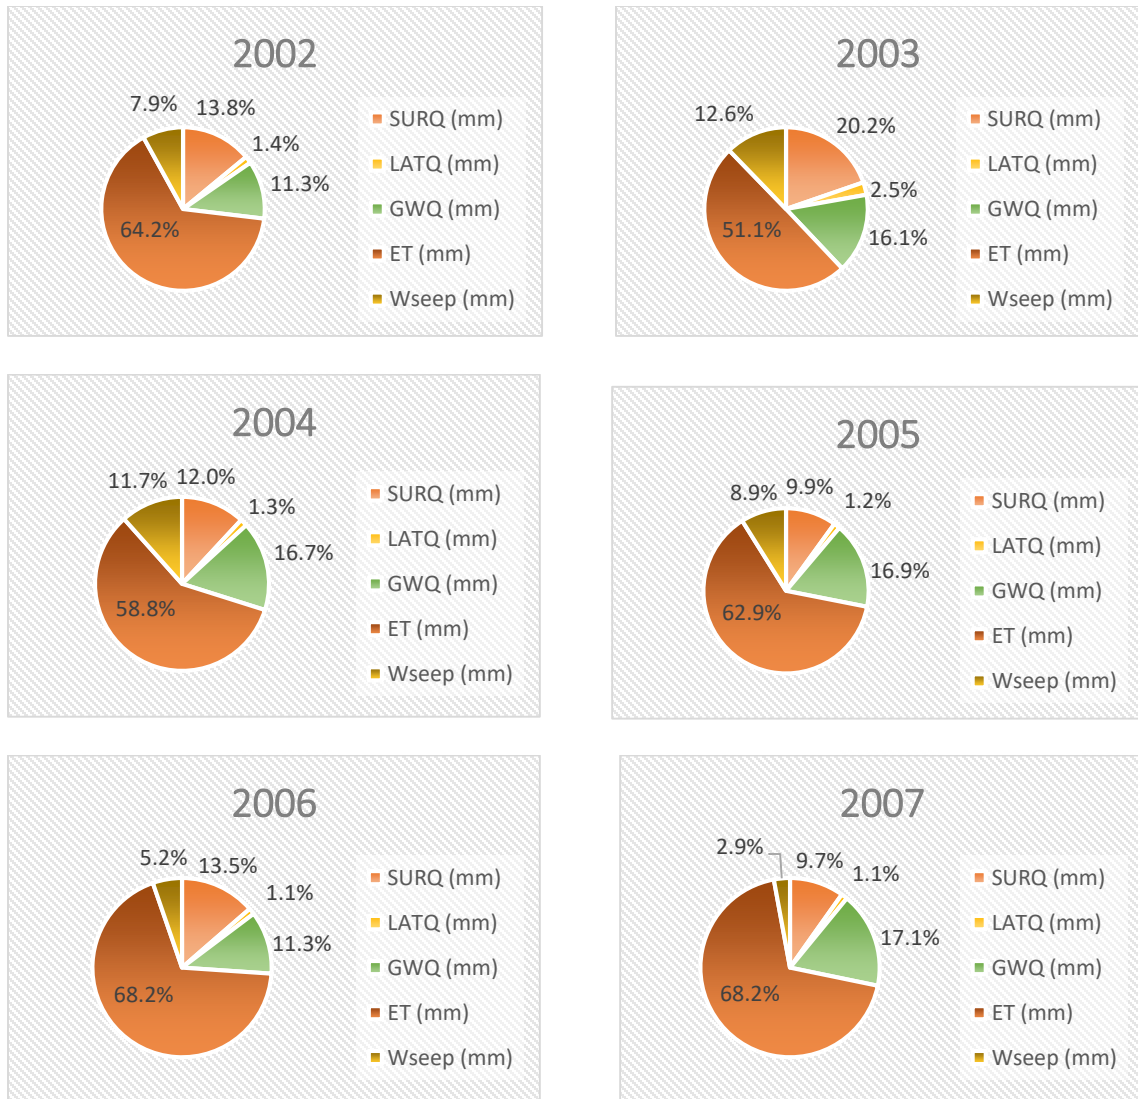 2002
7.9%
13.8%
1.4%
11.3%
64.2%
SURQ (mm)
LATQ (mm)
GWQ (mm)
ET (mm)
Wseep (mm)
2003
12.6%
20.2%
2.5%
16.1%
51.1%
SURQ (mm)
LATQ (mm)
GWQ (mm)
ET (mm)
Wseep (mm)
2004
11.7%
12.0%
1.3%
16.7%
58.8%
SURQ (mm)
LATQ (mm)
GWQ (mm)
ET (mm)
Wseep (mm)
2005
8.9%
9.9%
1.2%
16.9%
62.9%
SURQ (mm)
LATQ (mm)
GWQ (mm)
ET (mm)
Wseep (mm)
2006
5.2%
13.5%
1.1%
11.3%
68.2%
SURQ (mm)
LATQ (mm)
GWQ (mm)
ET (mm)
Wseep (mm)
2007
2.9%
9.7%
1.1%
17.1%
68.2%
SURQ (mm)
LATQ (mm)
GWQ (mm)
ET (mm)
Wseep (mm)